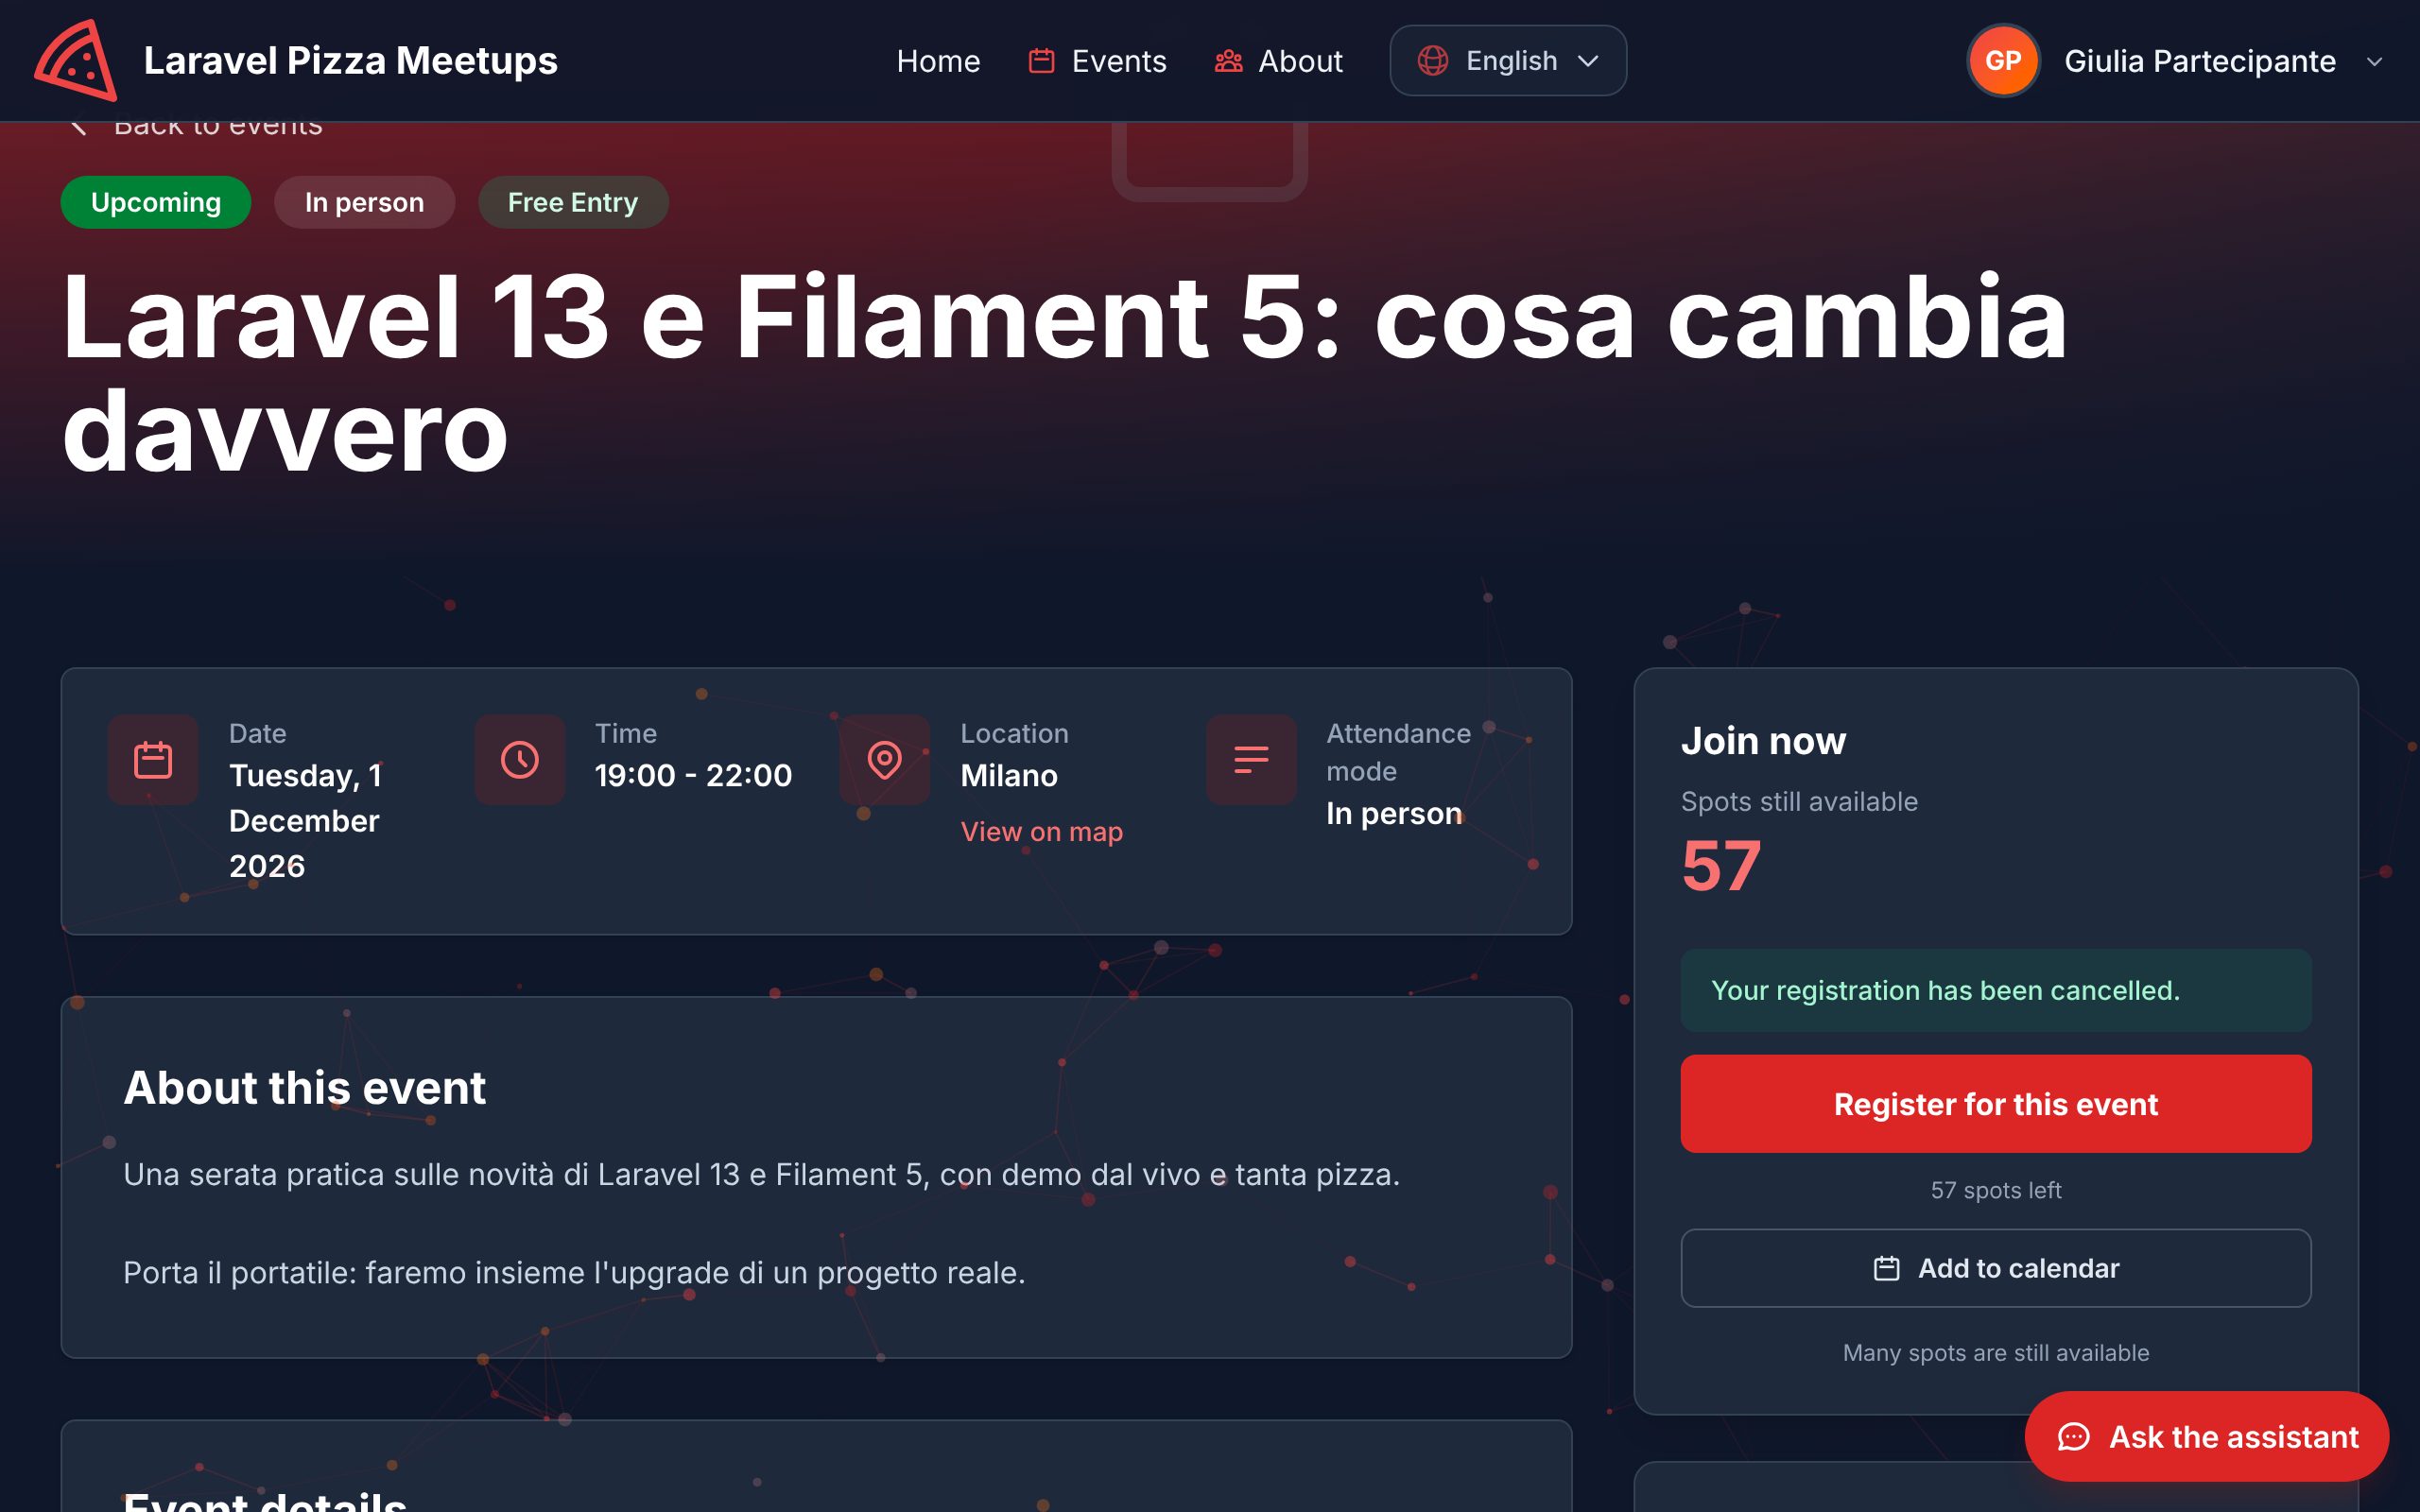 Laravel Pizza Meetups
Home
Events
About
English
GP
Giulia Partecipante
Back to events
Upcoming
In person
Free Entry
Laravel 13 e Filament 5: cosa cambia
davvero
Date
Tuesday, 1
December
2026
Time
19:00 - 22:00
Location
Milano
View on map
Attendance
mode
In person
Join now
Spots still available
57
Your registration has been cancelled.
Register for this event
57 spots left
Add to calendar
Many spots are still available
About this event
Una serata pratica sulle novità di Laravel 13 e Filament 5, con demo dal vivo e tanta pizza.
Porta il portatile: faremo insieme l'upgrade di un progetto reale.
Event details
Ask the assistant